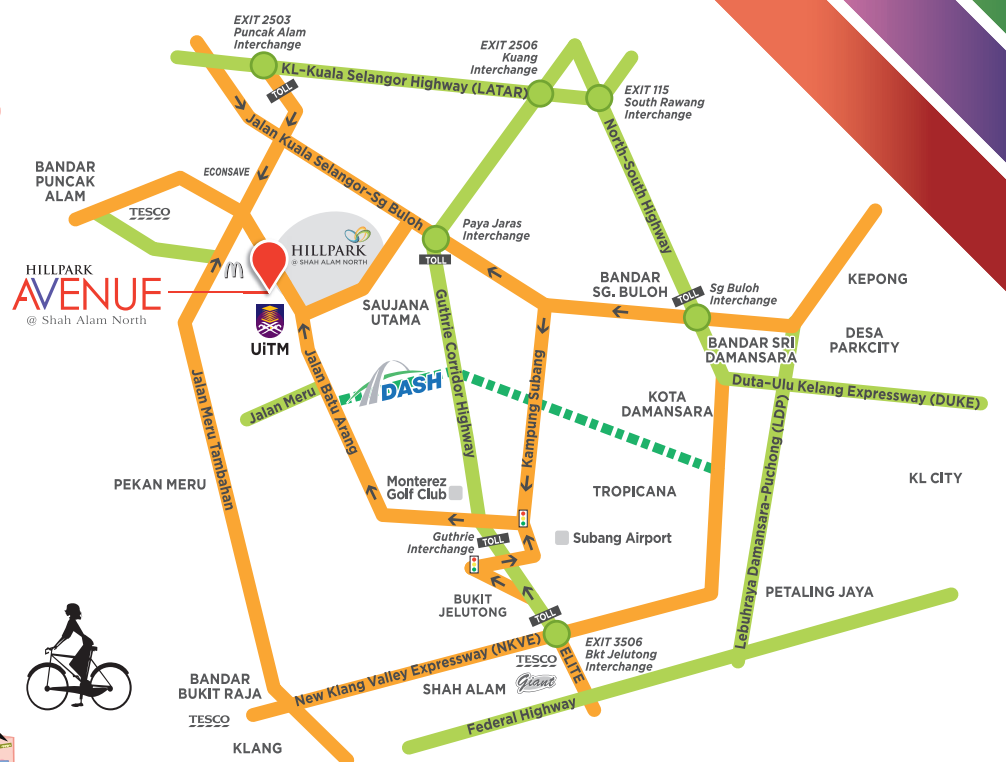 EXIT 2503
Puncak Alam
Interchange
EXIT 2506
Kuang
Interchange
TOLL
KL-Kuala Selangor Highway (LATAR)
EXIT 115
South Rawang
Interchange
Jalan Kuala Selangor-Sg Buloh
North-South Highway
BANDAR
PUNCAK
ALAM
ECONSAVE
TESCO
Paya Jaras
Interchange
TOLL
HILLPARK
@ SHAH ALAM NORTH
HILLPARK
AVENUE
@ Shah Alam North
UiTM
SAUJANA
UTAMA
BANDAR
SG. BULOH
TOLL
Sg Buloh
Interchange
KEPONG
BANDAR SRI
DAMANSARA
DESA
PARKCITY
Duta-Ulu Kelang Expressway (DUKE)
Guthrie Corridor Highway
Kampung Subang
Jalan Batu Arang
Jalan Meru
DASH
KOTA
DAMANSARA
Jalan Meru Tambahan
Lebuhraya Damansara-Puchong (LDP)
PEKAN MERU
Monterez
Golf Club
TROPICANA
KL CITY
Guthrie
Interchange
TOLL
Subang Airport
BUKIT
JELUTONG
TOLL
PETALING JAYA
EXIT 3506
Bkt Jelutong
Interchange
New Klang Valley Expressway (NKVE)
ELITE
TESCO
Giant
SHAH ALAM
BANDAR
BUKIT RAJA
TESCO
Federal Highway
KLANG